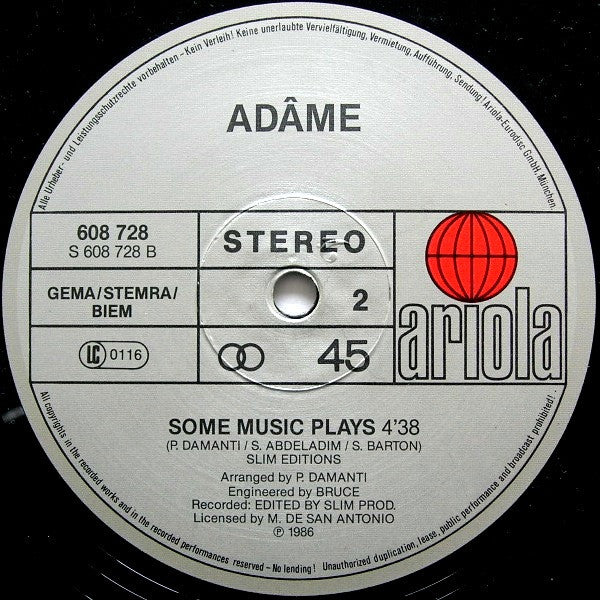 Alle Urheber- und Leistungsschutzrechte vorbehalten - Kein Verleih! Keine unerlaubte Vervielfältigung, Vermietung, Aufführung, Sendung! Ariola-Eurodisc GmbH, München.
ADÂME
608 728
S 608 728 B
STEREO
GEMA/STEMRA/
BIEM
2
LC 0116
45
ariola
SOME MUSIC PLAYS 4'38
(P. DAMANTI / S. ABDELADIM / S. BARTON)
SLIM EDITIONS
Arranged by P. DAMANTI
Engineered by BRUCE
Recorded: EDITED BY SLIM PROD.
Licensed by M. DE SAN ANTONIO
℗ 1986
All copyrights in the recorded works and in the recorded performances reserved – No lending! Unauthorized duplication, lease, public performance and broadcast prohibited!